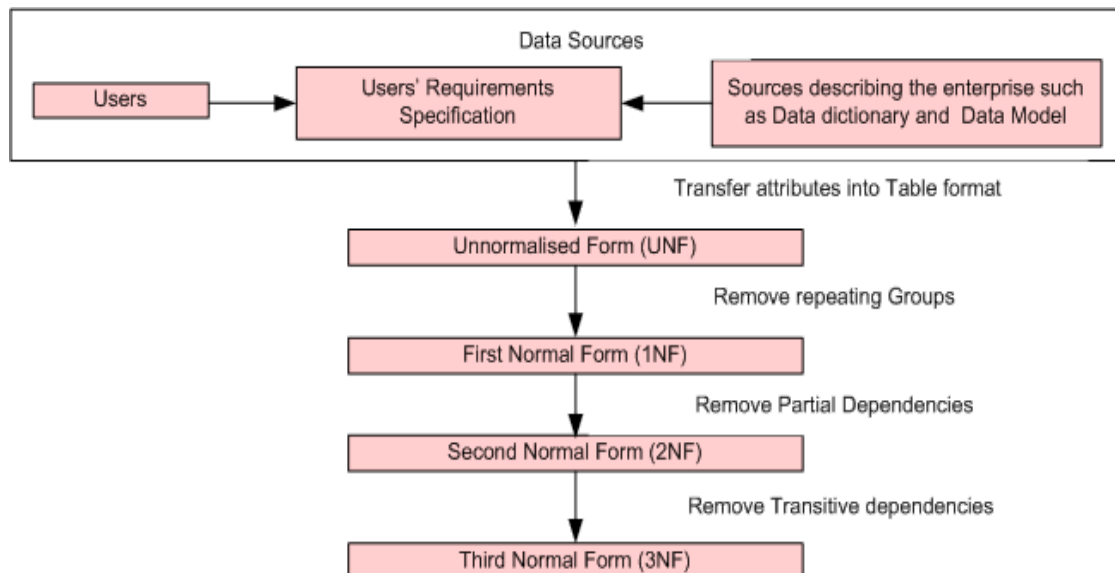 Data Sources
Users
Users' Requirements
Specification
Sources describing the enterprise such
as Data dictionary and Data Model
Transfer attributes into Table format
Unnormalised Form (UNF)
Remove repeating Groups
First Normal Form (1NF)
Remove Partial Dependencies
Second Normal Form (2NF)
Remove Transitive dependencies
Third Normal Form (3NF)